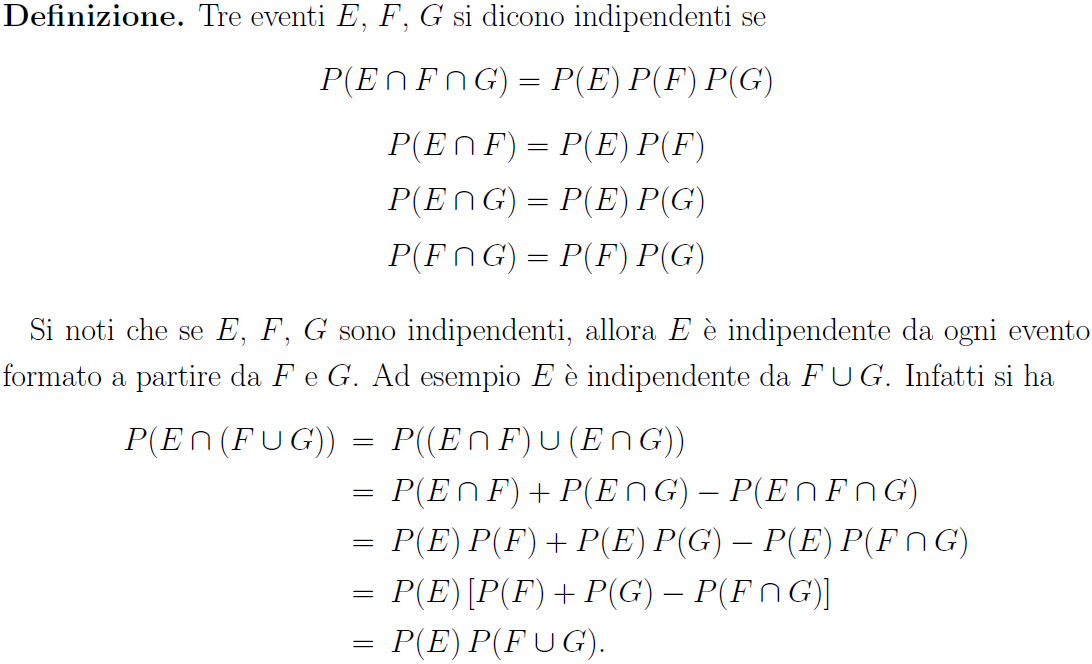 Definizione. Tre eventi E, F, G si dicono indipendenti se
P(E ∩ F ∩ G) = P(E) P(F) P(G)
P(E ∩ F) = P(E) P(F)
P(E ∩ G) = P(E) P(G)
P(F ∩ G) = P(F) P(G)
Si noti che se E, F, G sono indipendenti, allora E è indipendente da ogni evento
formato a partire da F e G. Ad esempio E è indipendente da F ∪ G. Infatti si ha
P(E ∩ (F ∪ G)) = P((E ∩ F) ∪ (E ∩ G))
= P(E ∩ F) + P(E ∩ G) − P(E ∩ F ∩ G)
= P(E) P(F) + P(E) P(G) − P(E) P(F ∩ G)
= P(E) [P(F) + P(G) − P(F ∩ G)]
= P(E) P(F ∪ G).